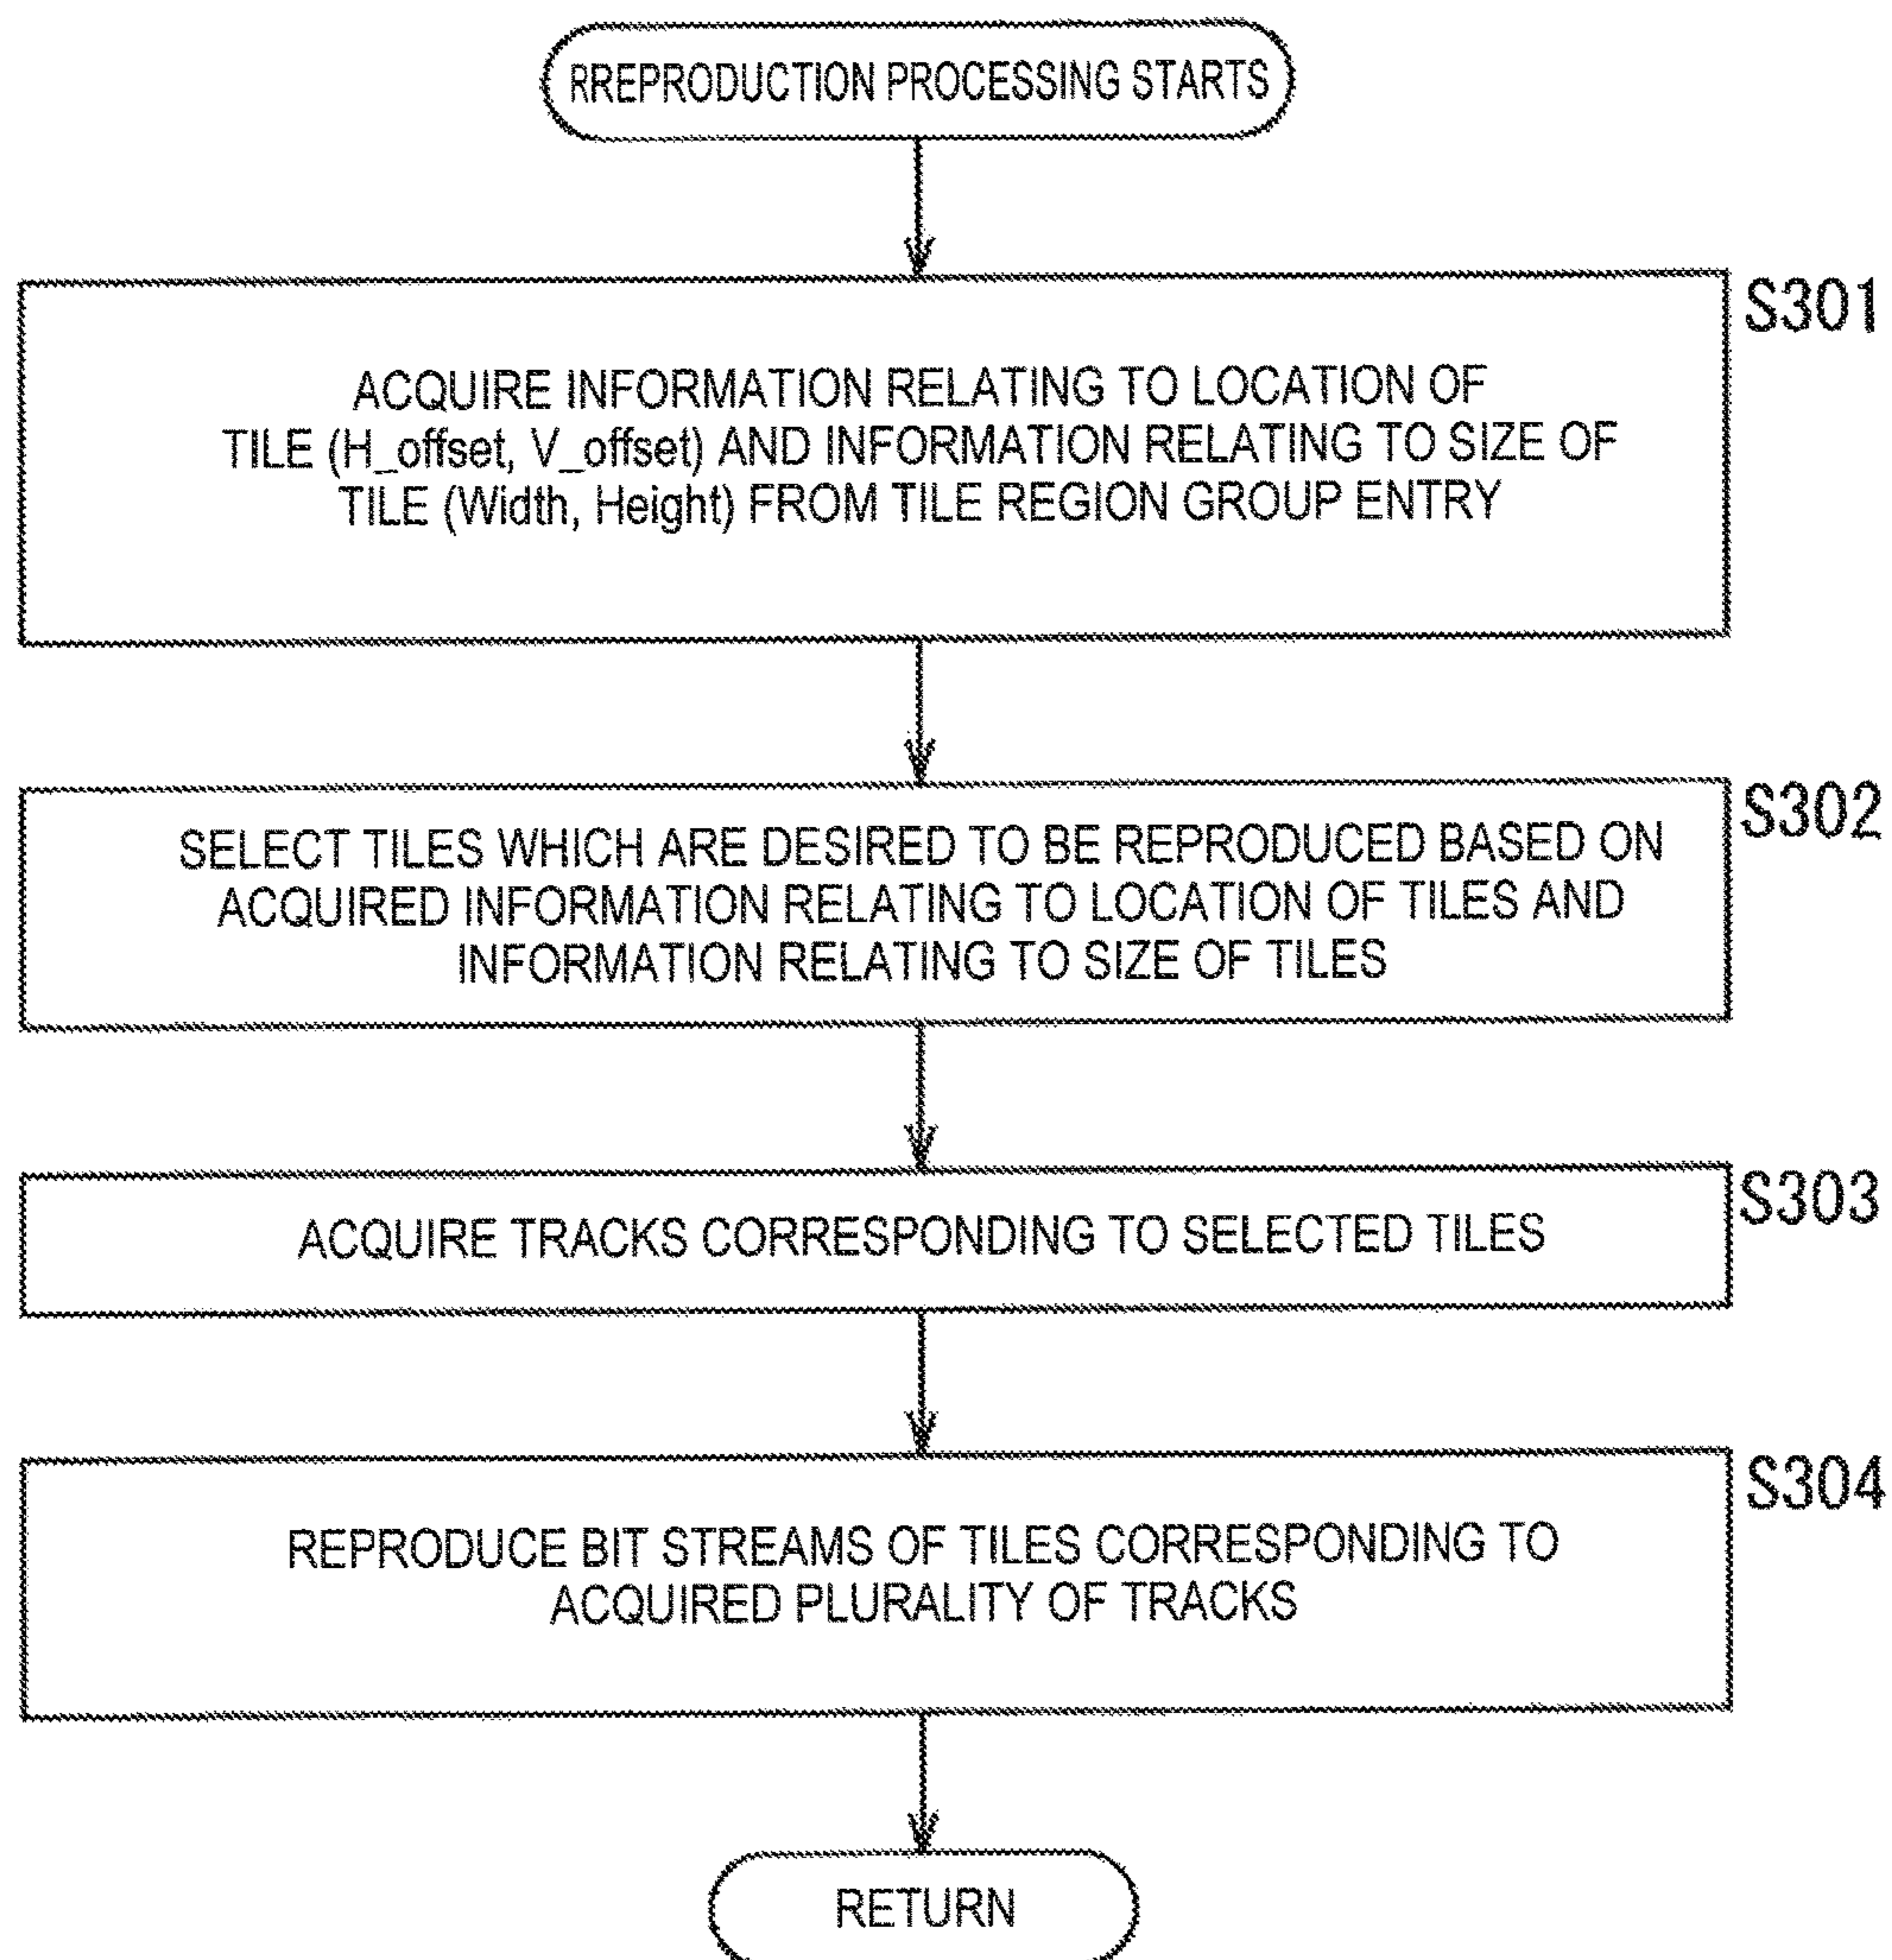 RREPRODUCTION PROCESSING STARTS
S301
ACQUIRE INFORMATION RELATING TO LOCATION OF
TILE (H_offset, V_offset) AND INFORMATION RELATING TO SIZE OF
TILE (Width, Height) FROM TILE REGION GROUP ENTRY
S302
SELECT TILES WHICH ARE DESIRED TO BE REPRODUCED BASED ON
ACQUIRED INFORMATION RELATING TO LOCATION OF TILES AND
INFORMATION RELATING TO SIZE OF TILES
S303
ACQUIRE TRACKS CORRESPONDING TO SELECTED TILES
S304
REPRODUCE BIT STREAMS OF TILES CORRESPONDING TO
ACQUIRED PLURALITY OF TRACKS
RETURN